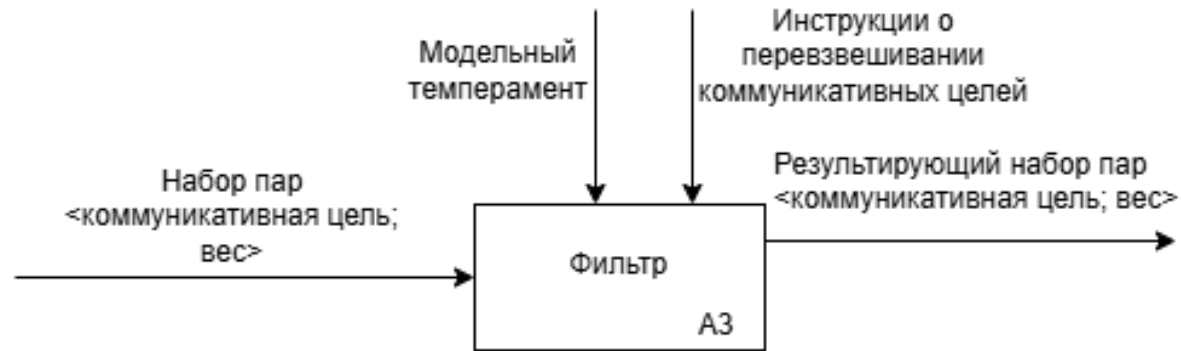 Модельный
темперамент
Инструкции о
перевзвешивании
коммуникативных целей
Набор пар
<коммуникативная цель;
вес>
Результирующий набор пар
<коммуникативная цель; вес>
Фильтр
A3